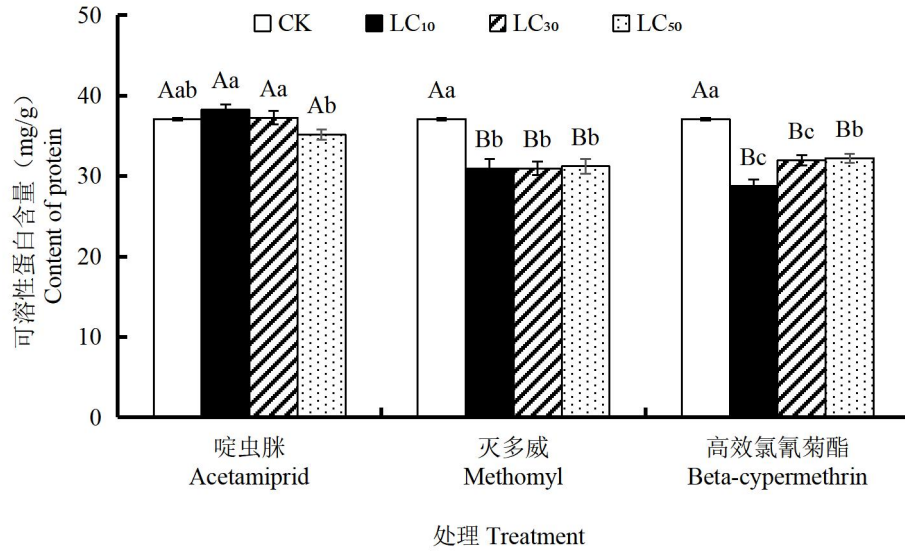 50
40
30
20
10
0
可溶性蛋白含量（mg/g）
Content of protein
CK
LC₁₀
LC₃₀
LC₅₀
Aab
Aa
Aa
Ab
Aa
Bb
Bb
Bb
Aa
Bc
Bc
Bb
啶虫脒
Acetamiprid
灭多威
Methomyl
高效氯氰菊酯
Beta-cypermethrin
处理 Treatment